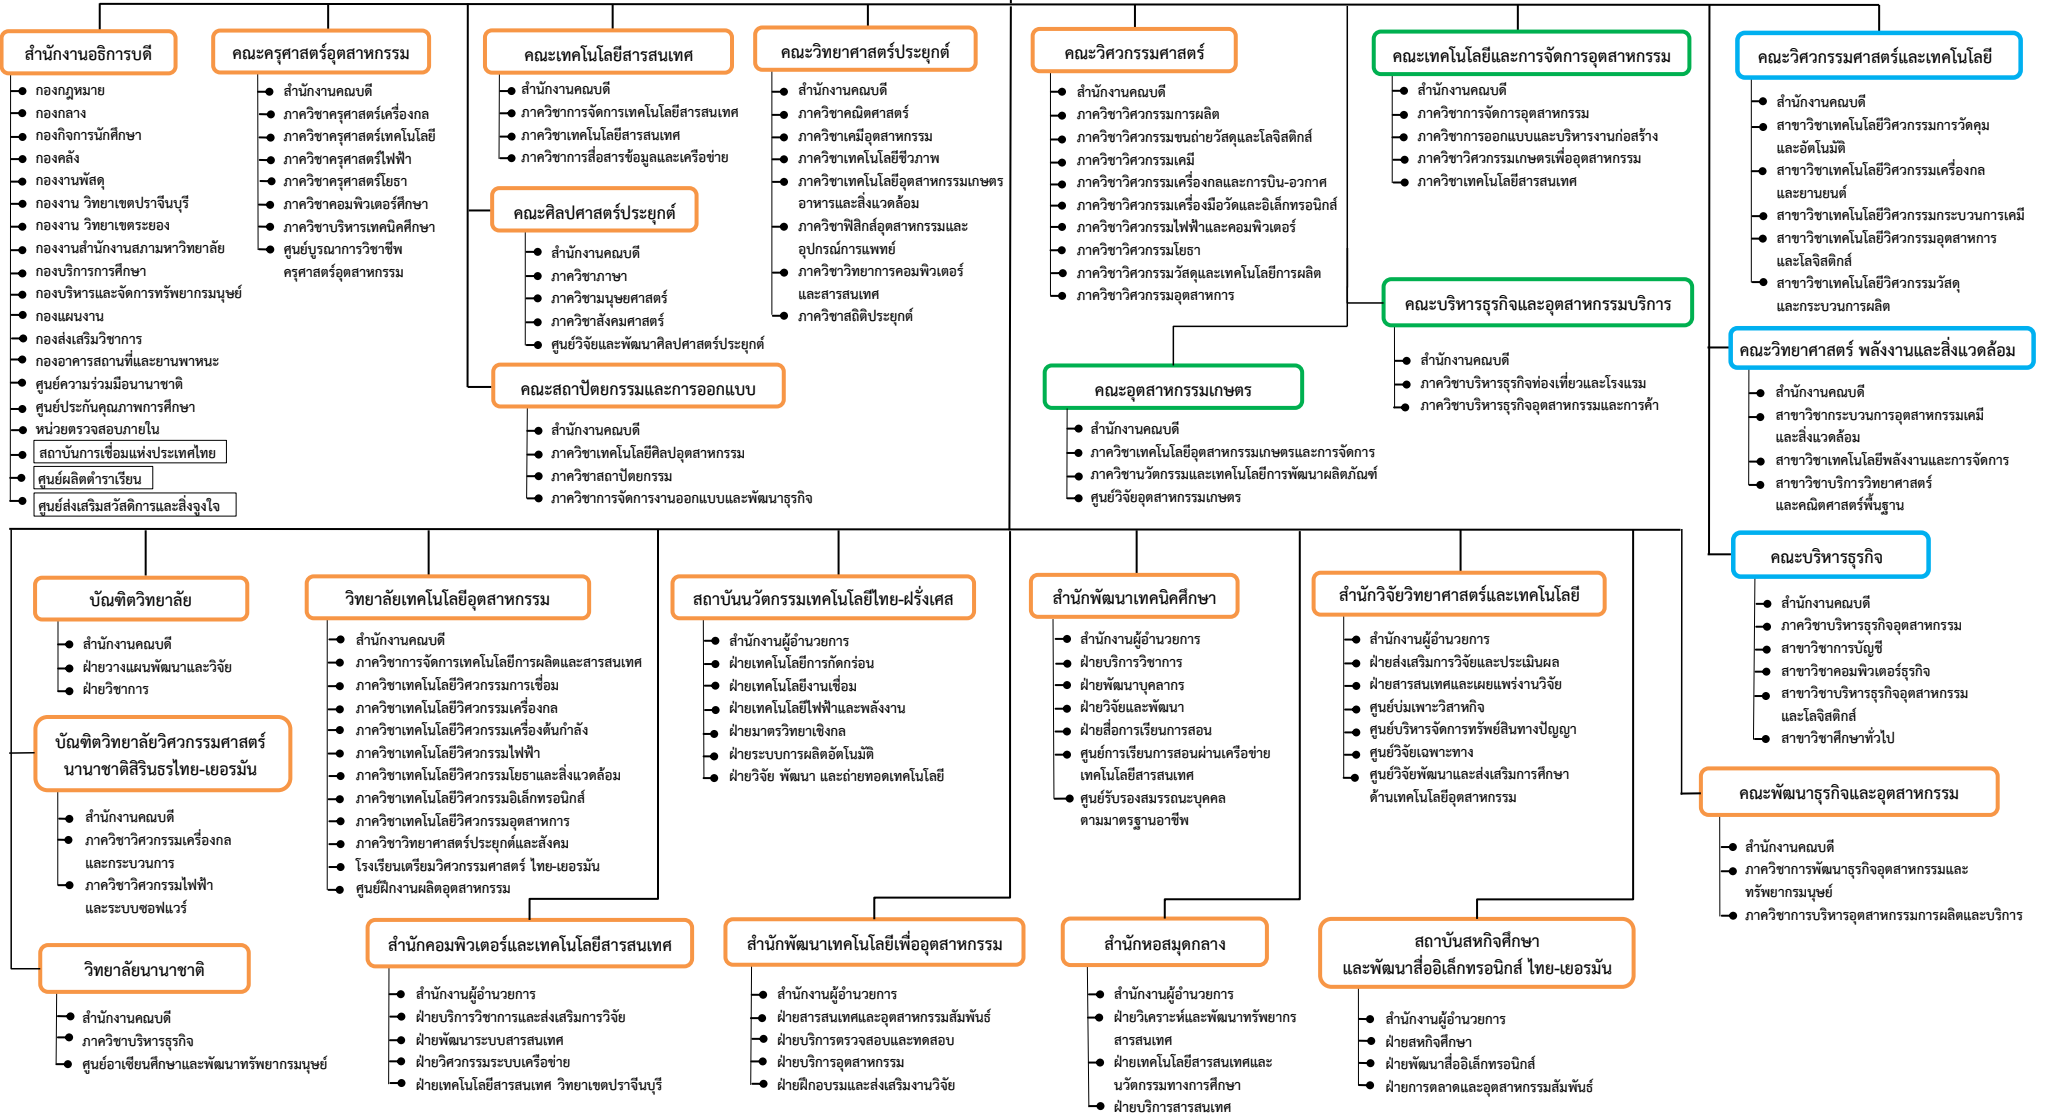 สำนักงานอธิการบดี
กองกฎหมาย
กองกลาง
กองกิจการนักศึกษา
กองคลัง
กองงานพัสดุ
กองงาน วิทยาเขตปราจีนบุรี
กองงาน วิทยาเขตระยอง
กองงานสำนักงานสภามหาวิทยาลัย
กองบริการการศึกษา
กองบริหารและจัดการทรัพยากรมนุษย์
กองแผนงาน
กองส่งเสริมวิชาการ
กองอาคารสถานที่และยานพาหนะ
ศูนย์ความร่วมมือนานาชาติ
ศูนย์ประกันคุณภาพการศึกษา
หน่วยตรวจสอบภายใน
สถาบันการเชื่อมแห่งประเทศไทย
ศูนย์ผลิตตำราเรียน
ศูนย์ส่งเสริมสวัสดิการและสิ่งจูงใจ
คณะครุศาสตร์อุตสาหกรรม
สำนักงานคณบดี
ภาควิชาครุศาสตร์เครื่องกล
ภาควิชาครุศาสตร์เทคโนโลยี
ภาควิชาครุศาสตร์ไฟฟ้า
ภาควิชาครุศาสตร์โยธา
ภาควิชาคอมพิวเตอร์ศึกษา
ภาควิชาบริหารเทคนิคศึกษา
ศูนย์บูรณาการวิชาชีพ
ครุศาสตร์อุตสาหกรรม
คณะเทคโนโลยีสารสนเทศ
สำนักงานคณบดี
ภาควิชาการจัดการเทคโนโลยีสารสนเทศ
ภาควิชาเทคโนโลยีสารสนเทศ
ภาควิชาการสื่อสารข้อมูลและเครือข่าย
คณะศิลปศาสตร์ประยุกต์
สำนักงานคณบดี
ภาควิชาภาษา
ภาควิชามนุษยศาสตร์
ภาควิชาสังคมศาสตร์
ศูนย์วิจัยและพัฒนาศิลปศาสตร์ประยุกต์
คณะสถาปัตยกรรมและการออกแบบ
สำนักงานคณบดี
ภาควิชาเทคโนโลยีศิลปอุตสาหกรรม
ภาควิชาสถาปัตยกรรม
ภาควิชาการจัดการงานออกแบบและพัฒนาธุรกิจ
คณะวิทยาศาสตร์ประยุกต์
สำนักงานคณบดี
ภาควิชาคณิตศาสตร์
ภาควิชาเคมีอุตสาหกรรม
ภาควิชาเทคโนโลยีชีวภาพ
ภาควิชาเทคโนโลยีอุตสาหกรรมเกษตร
อาหารและสิ่งแวดล้อม
ภาควิชาฟิสิกส์อุตสาหกรรมและ
อุปกรณ์การแพทย์
ภาควิชาวิทยาการคอมพิวเตอร์
และสารสนเทศ
ภาควิชาสถิติประยุกต์
คณะวิศวกรรมศาสตร์
สำนักงานคณบดี
ภาควิชาวิศวกรรมการผลิต
ภาควิชาวิศวกรรมขนถ่ายวัสดุและโลจิสติกส์
ภาควิชาวิศวกรรมเคมี
ภาควิชาวิศวกรรมเครื่องกลและการบิน-อวกาศ
ภาควิชาวิศวกรรมเครื่องมือวัดและอิเล็กทรอนิกส์
ภาควิชาวิศวกรรมไฟฟ้าและคอมพิวเตอร์
ภาควิชาวิศวกรรมโยธา
ภาควิชาวิศวกรรมวัสดุและเทคโนโลยีการผลิต
ภาควิชาวิศวกรรมอุตสาหการ
คณะอุตสาหกรรมเกษตร
สำนักงานคณบดี
ภาควิชาเทคโนโลยีอุตสาหกรรมเกษตรและการจัดการ
ภาควิชานวัตกรรมและเทคโนโลยีการพัฒนาผลิตภัณฑ์
ศูนย์วิจัยอุตสาหกรรมเกษตร
คณะเทคโนโลยีและการจัดการอุตสาหกรรม
สำนักงานคณบดี
ภาควิชาการจัดการอุตสาหกรรม
ภาควิชาการออกแบบและบริหารงานก่อสร้าง
ภาควิชาวิศวกรรมเกษตรเพื่ออุตสาหกรรม
ภาควิชาเทคโนโลยีสารสนเทศ
คณะบริหารธุรกิจและอุตสาหกรรมบริการ
สำนักงานคณบดี
ภาควิชาบริหารธุรกิจท่องเที่ยวและโรงแรม
ภาควิชาบริหารธุรกิจอุตสาหกรรมและการค้า
คณะวิศวกรรมศาสตร์และเทคโนโลยี
สำนักงานคณบดี
สาขาวิชาเทคโนโลยีวิศวกรรมการวัดคุม
และอัตโนมัติ
สาขาวิชาเทคโนโลยีวิศวกรรมเครื่องกล
และยานยนต์
สาขาวิชาเทคโนโลยีวิศวกรรมกระบวนการเคมี
สาขาวิชาเทคโนโลยีวิศวกรรมอุตสาหการ
และโลจิสติกส์
สาขาวิชาเทคโนโลยีวิศวกรรมวัสดุ
และกระบวนการผลิต
คณะวิทยาศาสตร์ พลังงานและสิ่งแวดล้อม
สำนักงานคณบดี
สาขาวิชากระบวนการอุตสาหกรรมเคมี
และสิ่งแวดล้อม
สาขาวิชาเทคโนโลยีพลังงานและการจัดการ
สาขาวิชาบริการวิทยาศาสตร์
และคณิตศาสตร์พื้นฐาน
คณะบริหารธุรกิจ
สำนักงานคณบดี
ภาควิชาบริหารธุรกิจอุตสาหกรรม
สาขาวิชาการบัญชี
สาขาวิชาคอมพิวเตอร์ธุรกิจ
สาขาวิชาบริหารธุรกิจอุตสาหกรรม
และโลจิสติกส์
สาขาวิชาศึกษาทั่วไป
บัณฑิตวิทยาลัย
สำนักงานคณบดี
ฝ่ายวางแผนพัฒนาและวิจัย
ฝ่ายวิชาการ
บัณฑิตวิทยาลัยวิศวกรรมศาสตร์
นานาชาติสิรินธรไทย-เยอรมัน
สำนักงานคณบดี
ภาควิชาวิศวกรรมเครื่องกล
และกระบวนการ
ภาควิชาวิศวกรรมไฟฟ้า
และระบบซอฟแวร์
วิทยาลัยนานาชาติ
สำนักงานคณบดี
ภาควิชาบริหารธุรกิจ
ศูนย์อาเซียนศึกษาและพัฒนาทรัพยากรมนุษย์
วิทยาลัยเทคโนโลยีอุตสาหกรรม
สำนักงานคณบดี
ภาควิชาการจัดการเทคโนโลยีการผลิตและสารสนเทศ
ภาควิชาเทคโนโลยีวิศวกรรมการเชื่อม
ภาควิชาเทคโนโลยีวิศวกรรมเครื่องกล
ภาควิชาเทคโนโลยีวิศวกรรมเครื่องต้นกำลัง
ภาควิชาเทคโนโลยีวิศวกรรมไฟฟ้า
ภาควิชาเทคโนโลยีวิศวกรรมโยธาและสิ่งแวดล้อม
ภาควิชาเทคโนโลยีวิศวกรรมอิเล็กทรอนิกส์
ภาควิชาเทคโนโลยีวิศวกรรมอุตสาหการ
ภาควิชาวิทยาศาสตร์ประยุกต์และสังคม
โรงเรียนเตรียมวิศวกรรมศาสตร์ ไทย-เยอรมัน
ศูนย์ฝึกงานผลิตอุตสาหกรรม
สำนักคอมพิวเตอร์และเทคโนโลยีสารสนเทศ
สำนักงานผู้อำนวยการ
ฝ่ายบริการวิชาการและส่งเสริมการวิจัย
ฝ่ายพัฒนาระบบสารสนเทศ
ฝ่ายวิศวกรรมระบบเครือข่าย
ฝ่ายเทคโนโลยีสารสนเทศ วิทยาเขตปราจีนบุรี
สถาบันนวัตกรรมเทคโนโลยีไทย-ฝรั่งเศส
สำนักงานผู้อำนวยการ
ฝ่ายเทคโนโลยีการกัดกร่อน
ฝ่ายเทคโนโลยีงานเชื่อม
ฝ่ายเทคโนโลยีไฟฟ้าและพลังงาน
ฝ่ายมาตรวิทยาเชิงกล
ฝ่ายระบบการผลิตอัตโนมัติ
ฝ่ายวิจัย พัฒนา และถ่ายทอดเทคโนโลยี
สำนักพัฒนาเทคโนโลยีเพื่ออุตสาหกรรม
สำนักงานผู้อำนวยการ
ฝ่ายสารสนเทศและอุตสาหกรรมสัมพันธ์
ฝ่ายบริการตรวจสอบและทดสอบ
ฝ่ายบริการอุตสาหกรรม
ฝ่ายฝึกอบรมและส่งเสริมงานวิจัย
สำนักพัฒนาเทคนิคศึกษา
สำนักงานผู้อำนวยการ
ฝ่ายบริการวิชาการ
ฝ่ายพัฒนาบุคลากร
ฝ่ายวิจัยและพัฒนา
ฝ่ายสื่อการเรียนการสอน
ศูนย์การเรียนการสอนผ่านเครือข่าย
เทคโนโลยีสารสนเทศ
ศูนย์รับรองสมรรถนะบุคคล
ตามมาตรฐานอาชีพ
สำนักหอสมุดกลาง
สำนักงานผู้อำนวยการ
ฝ่ายวิเคราะห์และพัฒนาทรัพยากร
สารสนเทศ
ฝ่ายเทคโนโลยีสารสนเทศและ
นวัตกรรมทางการศึกษา
ฝ่ายบริการสารสนเทศ
สำนักวิจัยวิทยาศาสตร์และเทคโนโลยี
สำนักงานผู้อำนวยการ
ฝ่ายส่งเสริมการวิจัยและประเมินผล
ฝ่ายสารสนเทศและเผยแพร่งานวิจัย
ศูนย์บ่มเพาะวิสาหกิจ
ศูนย์บริหารจัดการทรัพย์สินทางปัญญา
ศูนย์วิจัยเฉพาะทาง
ศูนย์วิจัยพัฒนาและส่งเสริมการศึกษา
ด้านเทคโนโลยีอุตสาหกรรม
สถาบันสหกิจศึกษา
และพัฒนาสื่ออิเล็กทรอนิกส์ ไทย-เยอรมัน
สำนักงานผู้อำนวยการ
ฝ่ายสหกิจศึกษา
ฝ่ายพัฒนาสื่ออิเล็กทรอนิกส์
ฝ่ายการตลาดและอุตสาหกรรมสัมพันธ์
คณะพัฒนาธุรกิจและอุตสาหกรรม
สำนักงานคณบดี
ภาควิชาการพัฒนาธุรกิจอุตสาหกรรมและ
ทรัพยากรมนุษย์
ภาควิชาการบริหารอุตสาหกรรมการผลิตและบริการ